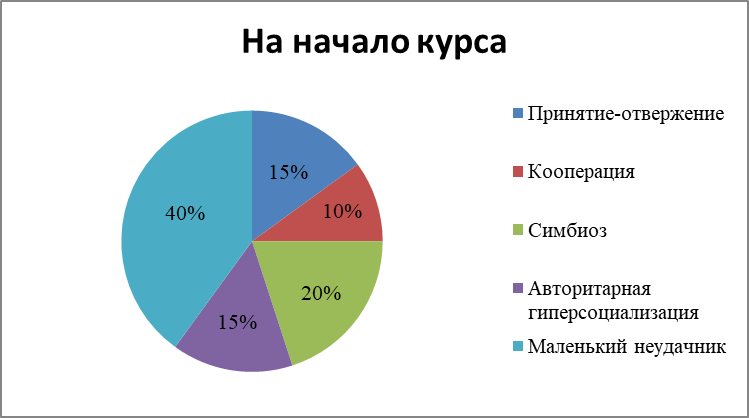 На начало курса
15%
10%
20%
15%
40%
Принятие-отвержение
Кооперация
Симбиоз
Авторитарная
гиперсоциализация
Маленький неудачник